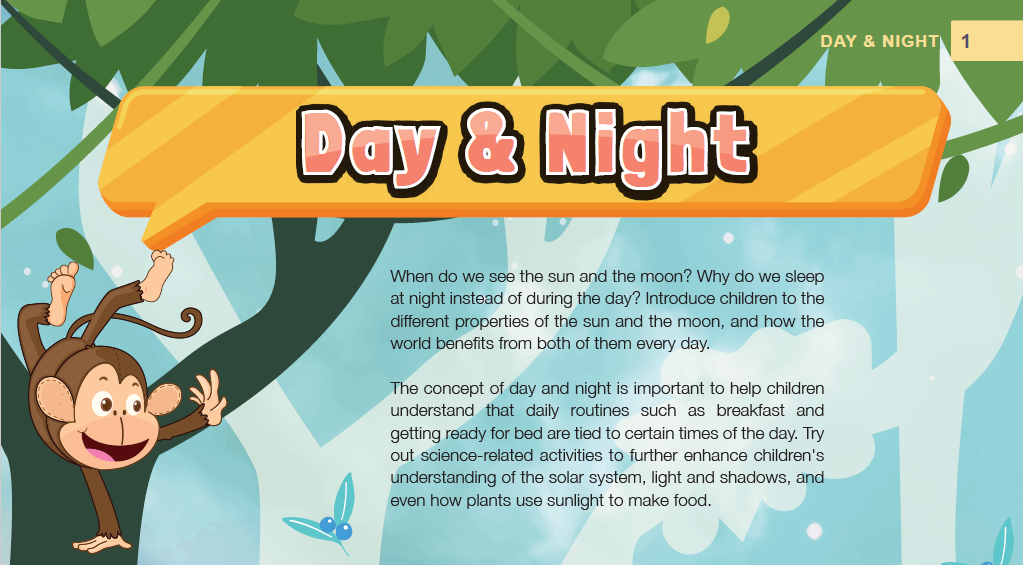 DAY & NIGHT 1
Day & Night
When do we see the sun and the moon? Why do we sleep
at night instead of during the day? Introduce children to the
different properties of the sun and the moon, and how the
world benefits from both of them every day.
The concept of day and night is important to help children
understand that daily routines such as breakfast and
getting ready for bed are tied to certain times of the day. Try
out science-related activities to further enhance children's
understanding of the solar system, light and shadows, and
even how plants use sunlight to make food.